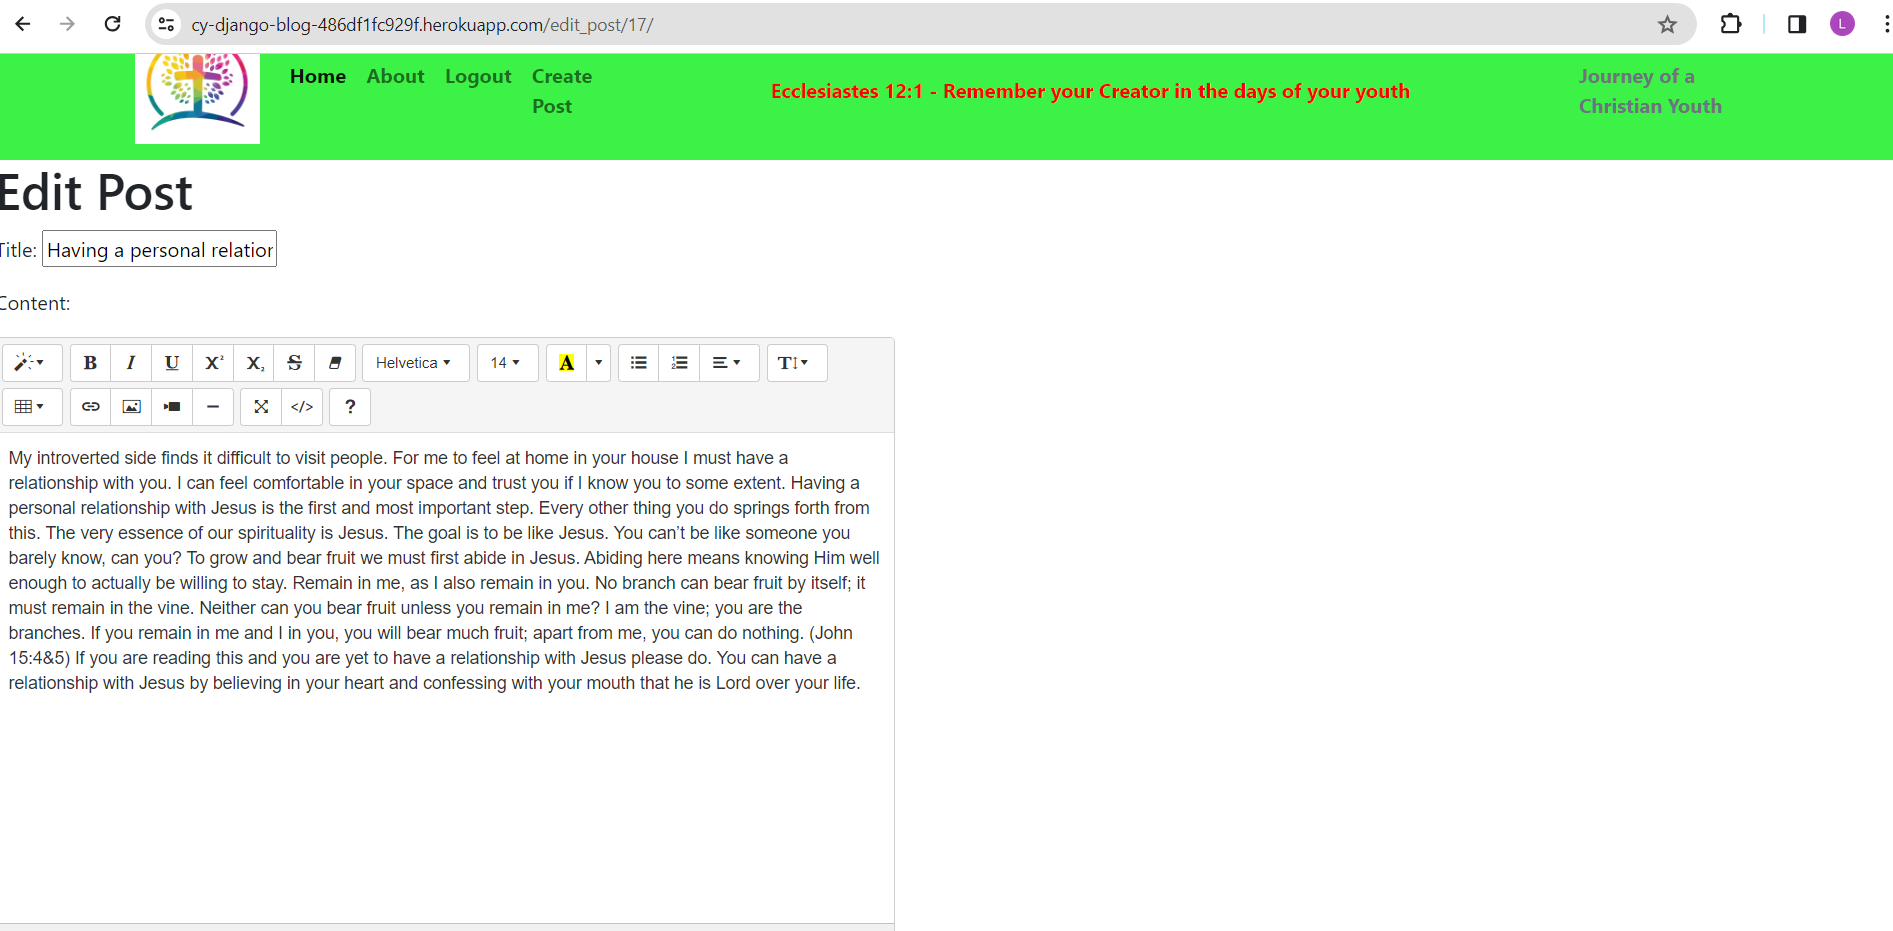 cy-django-blog-486df1fc929f.herokuapp.com/edit_post/17/
L
Home About Logout Create
Post
Ecclesiastes 12:1 - Remember your Creator in the days of your youth
Journey of a
Christian Youth
Edit Post
Title: Having a personal relation
Content:
B I U X² X₂ S Helvetica 14 A T
</> ?
My introverted side finds it difficult to visit people. For me to feel at home in your house I must have a
relationship with you. I can feel comfortable in your space and trust you if I know you to some extent. Having a
personal relationship with Jesus is the first and most important step. Every other thing you do springs forth from
this. The very essence of our spirituality is Jesus. The goal is to be like Jesus. You can’t be like someone you
barely know, can you? To grow and bear fruit we must first abide in Jesus. Abiding here means knowing Him well
enough to actually be willing to stay. Remain in me, as I also remain in you. No branch can bear fruit by itself; it
must remain in the vine. Neither can you bear fruit unless you remain in me? I am the vine; you are the
branches. If you remain in me and I in you, you will bear much fruit; apart from me, you can do nothing. (John
15:4&5) If you are reading this and you are yet to have a relationship with Jesus please do. You can have a
relationship with Jesus by believing in your heart and confessing with your mouth that he is Lord over your life.